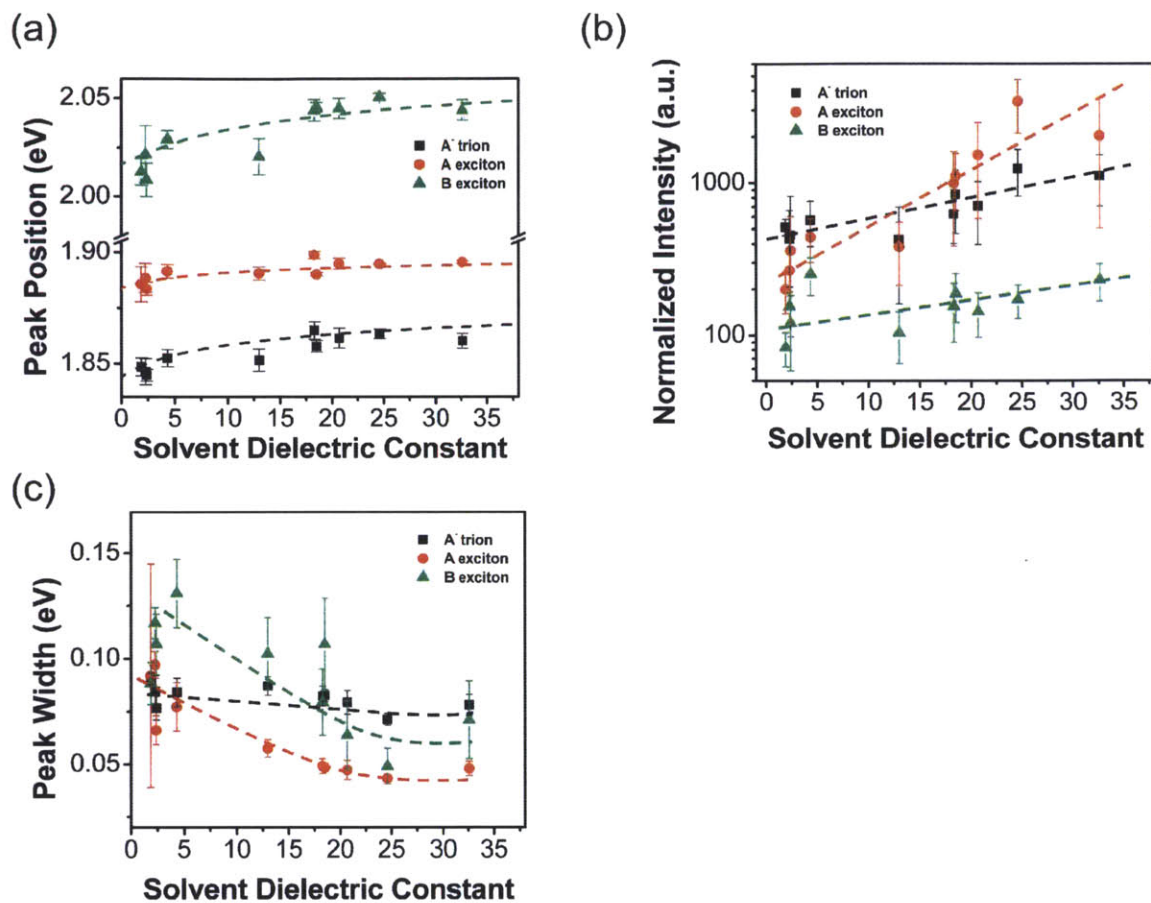 (a)
Peak Position (eV)
2.05
2.00
1.90
1.85
A⁻ trion
A exciton
B exciton
0 5 10 15 20 25 30 35
Solvent Dielectric Constant
(b)
Normalized Intensity (a.u.)
1000
100
A⁻ trion
A exciton
B exciton
0 5 10 15 20 25 30 35
Solvent Dielectric Constant
(c)
Peak Width (eV)
0.15
0.10
0.05
A⁻ trion
A exciton
B exciton
0 5 10 15 20 25 30 35
Solvent Dielectric Constant